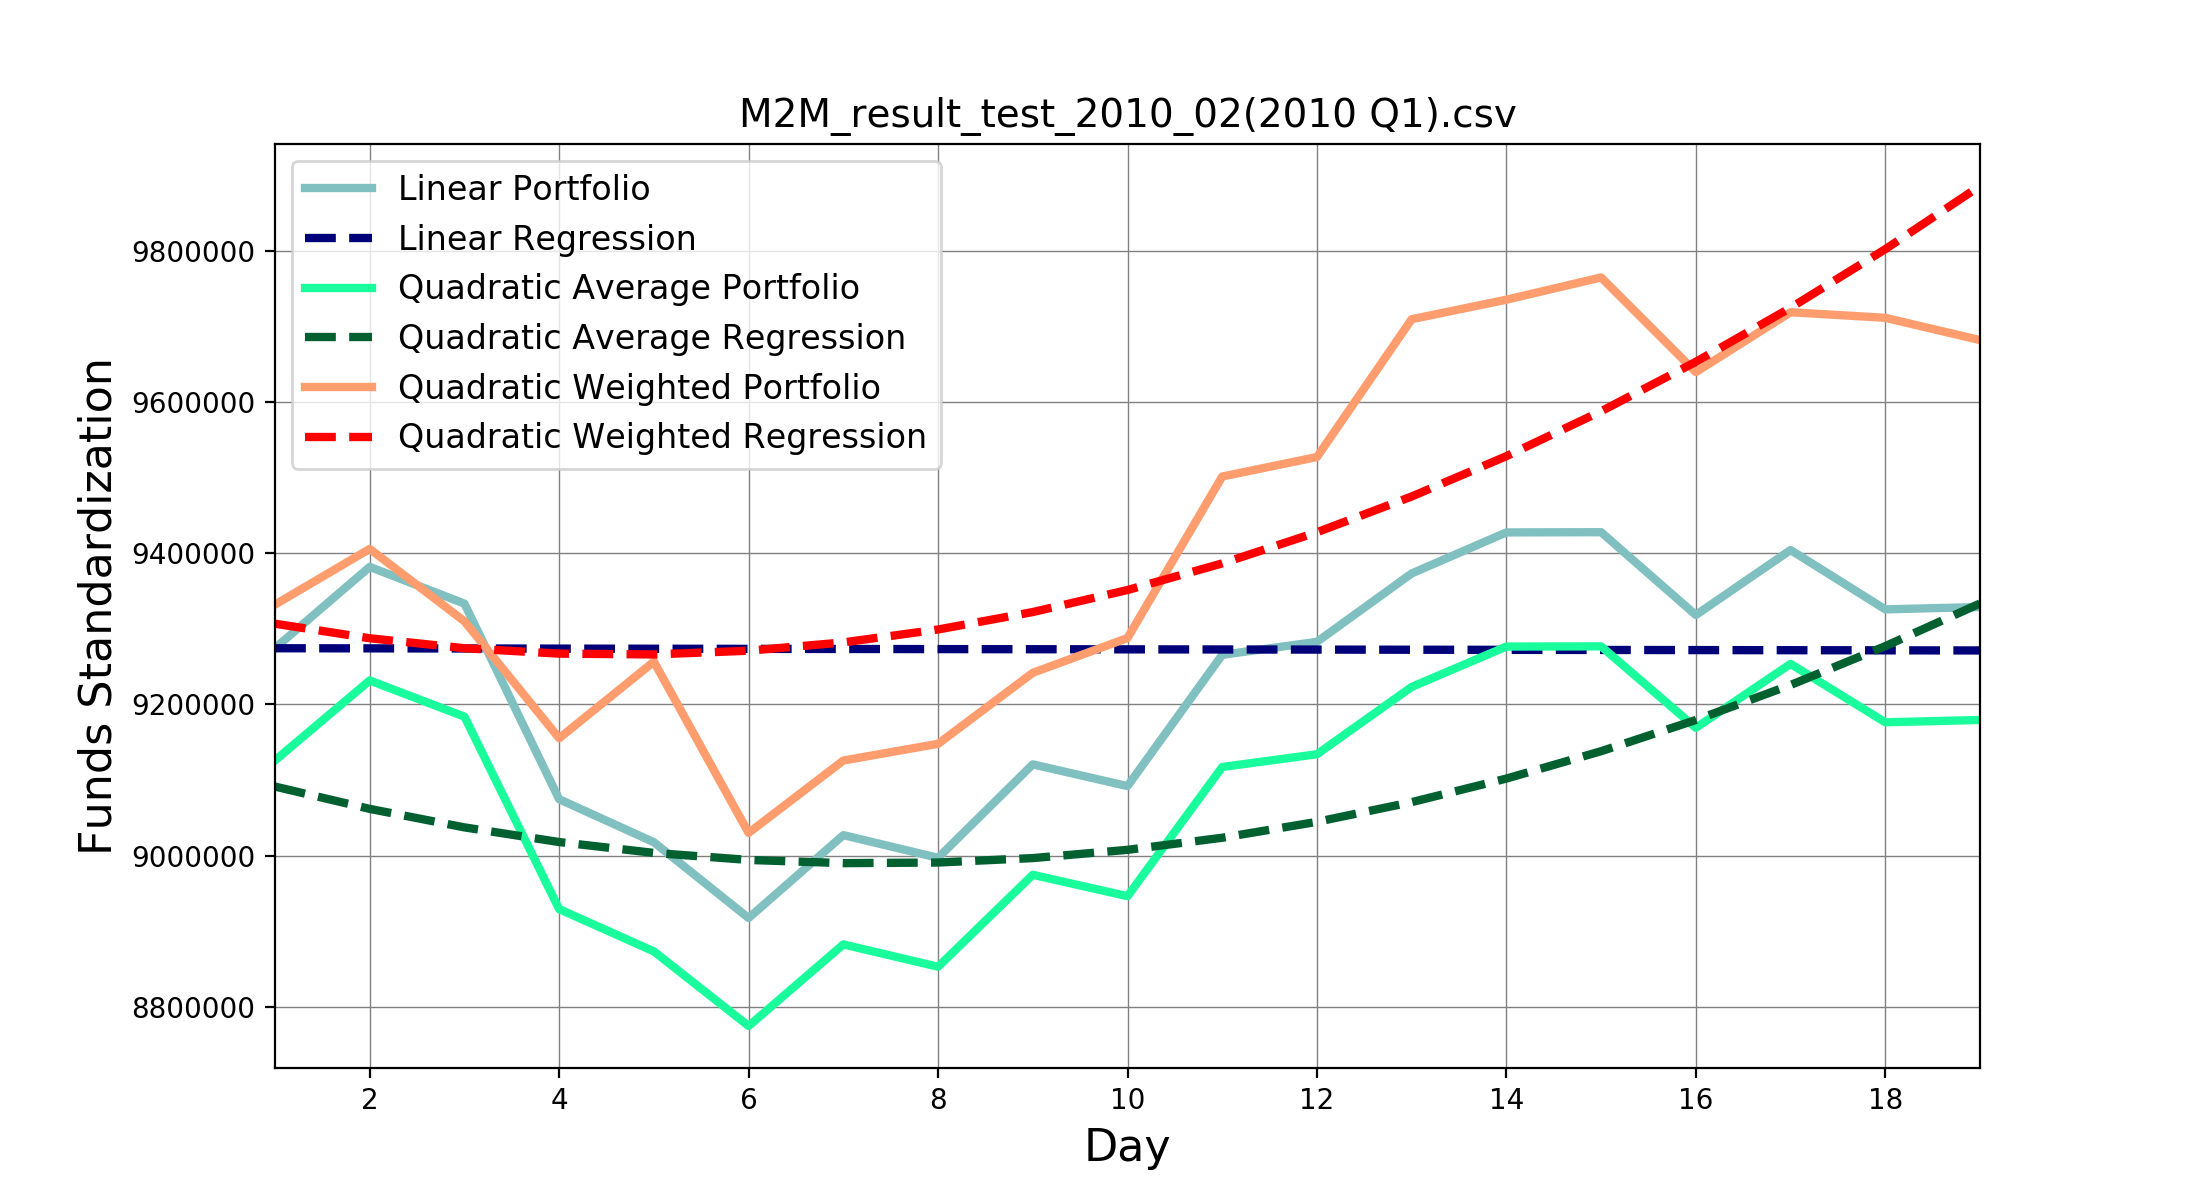 M2M_result_test_2010_02(2010 Q1).csv
Linear Portfolio
Linear Regression
Quadratic Average Portfolio
Quadratic Average Regression
Quadratic Weighted Portfolio
Quadratic Weighted Regression
Funds Standardization
9800000
9600000
9400000
9200000
9000000
8800000
2 4 6 8 10 12 14 16 18
Day